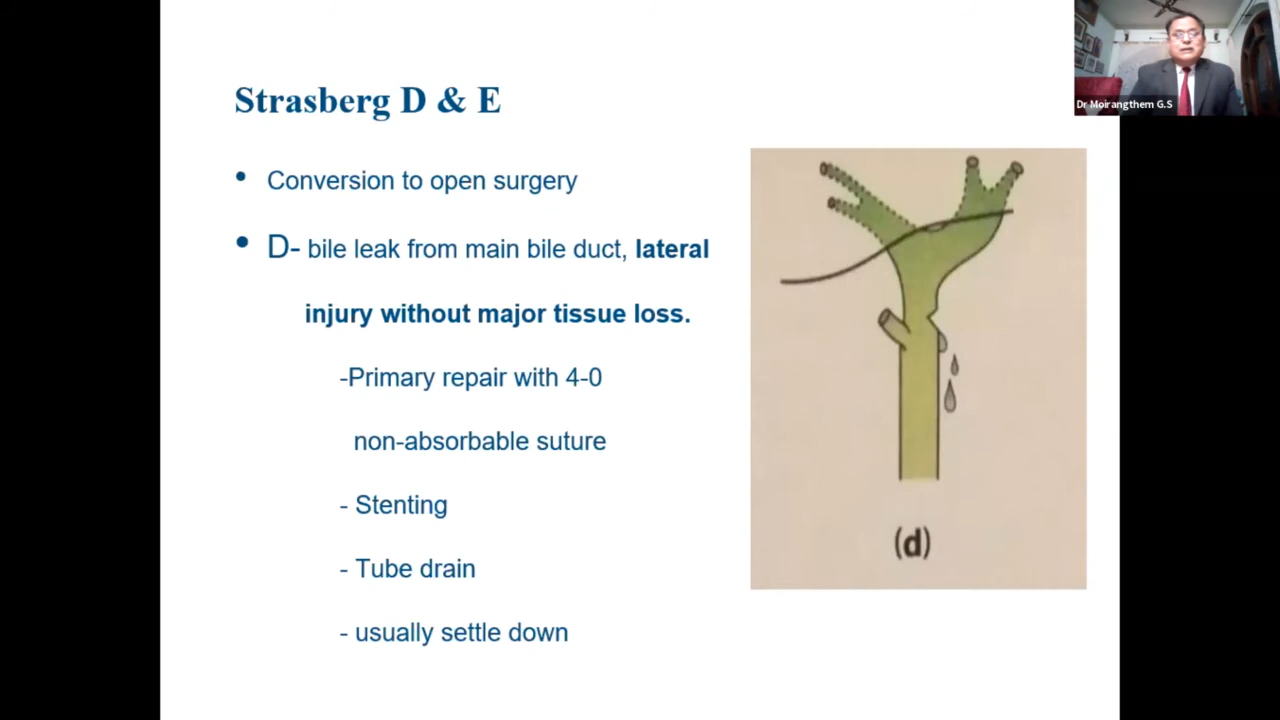 Dr Moirangthem G.S
Strasberg D & E
• Conversion to open surgery
• D- bile leak from main bile duct, lateral
injury without major tissue loss.
-Primary repair with 4-0
non-absorbable suture
- Stenting
- Tube drain
- usually settle down
(d)